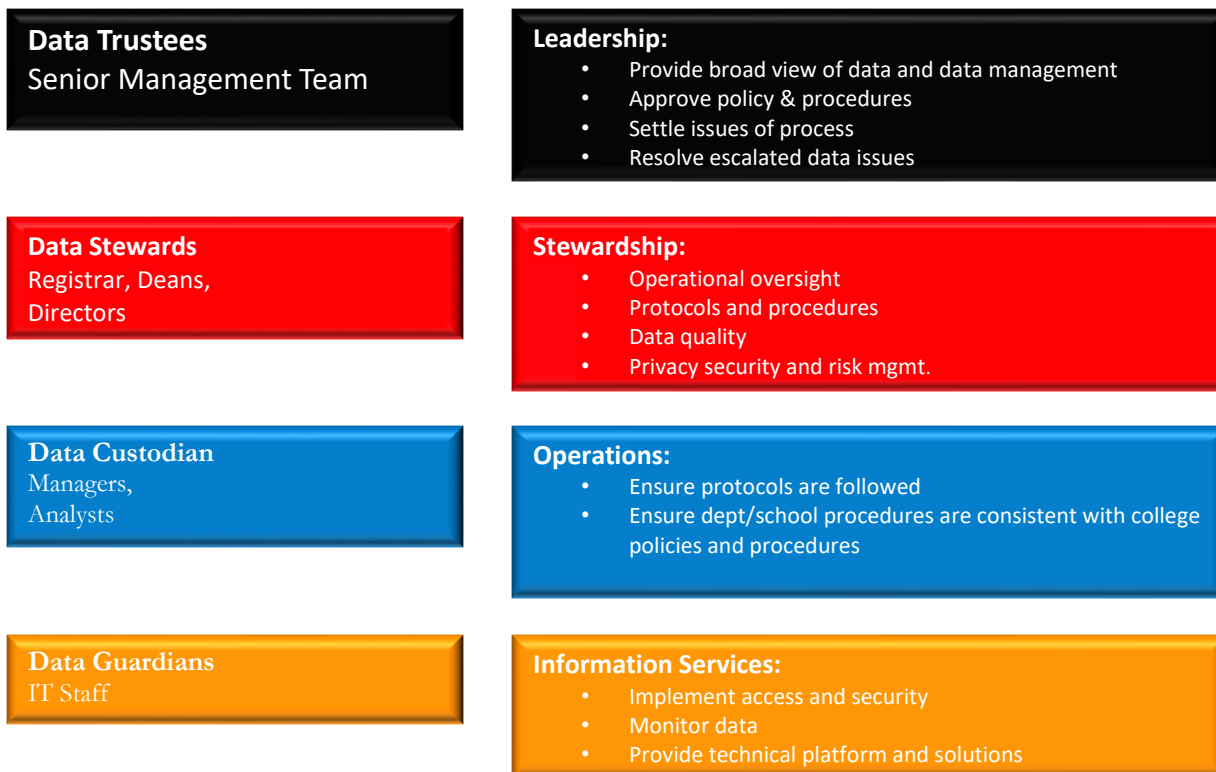 Data Trustees
Senior Management Team
Leadership:
• Provide broad view of data and data management
• Approve policy & procedures
• Settle issues of process
• Resolve escalated data issues
Data Stewards
Registrar, Deans,
Directors
Stewardship:
• Operational oversight
• Protocols and procedures
• Data quality
• Privacy security and risk mgmt.
Data Custodian
Managers,
Analysts
Operations:
• Ensure protocols are followed
• Ensure dept/school procedures are consistent with college
policies and procedures
Data Guardians
IT Staff
Information Services:
• Implement access and security
• Monitor data
• Provide technical platform and solutions